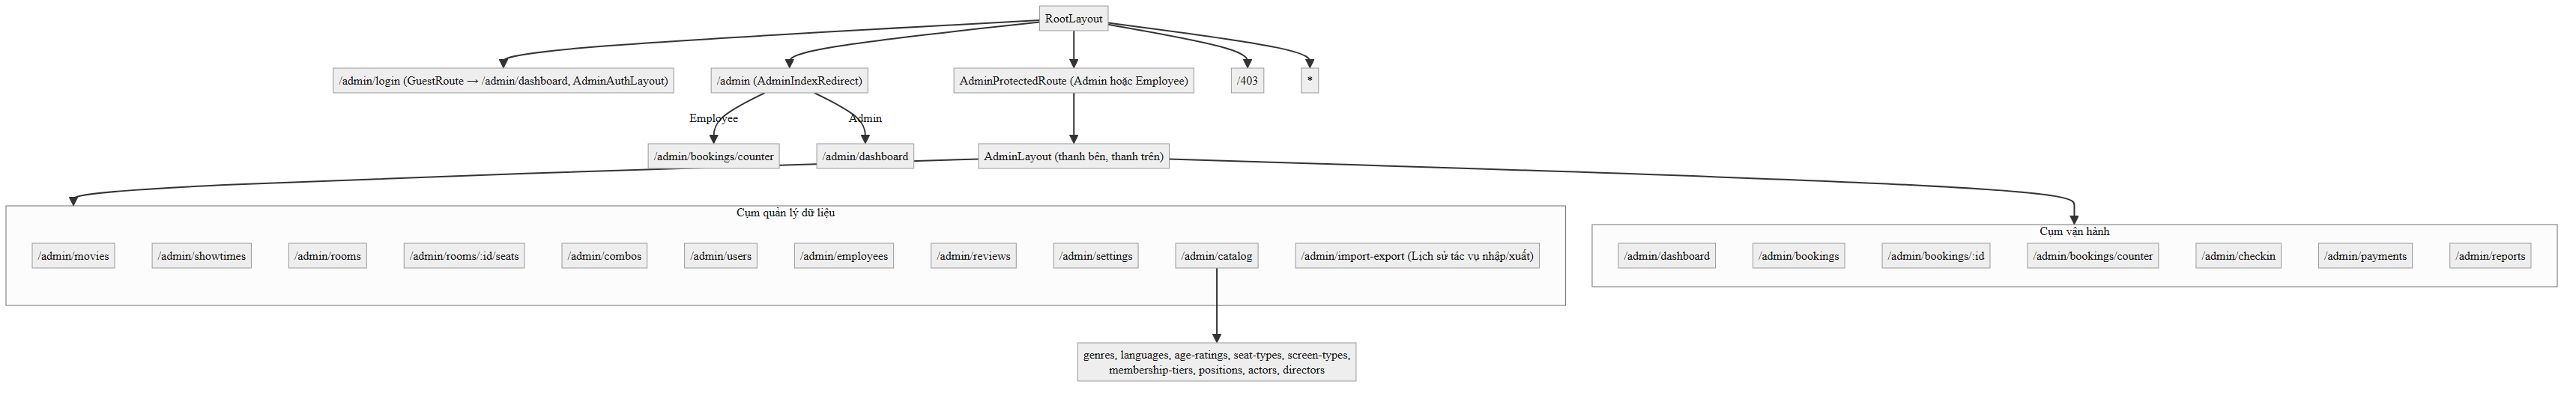 RootLayout
/admin/login (GuestRoute → /admin/dashboard, AdminAuthLayout)
/admin (AdminIndexRedirect)
AdminProtectedRoute (Admin hoặc Employee)
/403
*
Employee
Admin
/admin/bookings/counter
/admin/dashboard
AdminLayout (thanh bên, thanh trên)
Cụm quản lý dữ liệu
/admin/movies
/admin/showtimes
/admin/rooms
/admin/rooms/:id/seats
/admin/combos
/admin/users
/admin/employees
/admin/reviews
/admin/settings
/admin/catalog
/admin/import-export (Lịch sử tác vụ nhập/xuất)
Cụm vận hành
/admin/dashboard
/admin/bookings
/admin/bookings/:id
/admin/bookings/counter
/admin/checkin
/admin/payments
/admin/reports
genres, languages, age-ratings, seat-types, screen-types,
membership-tiers, positions, actors, directors